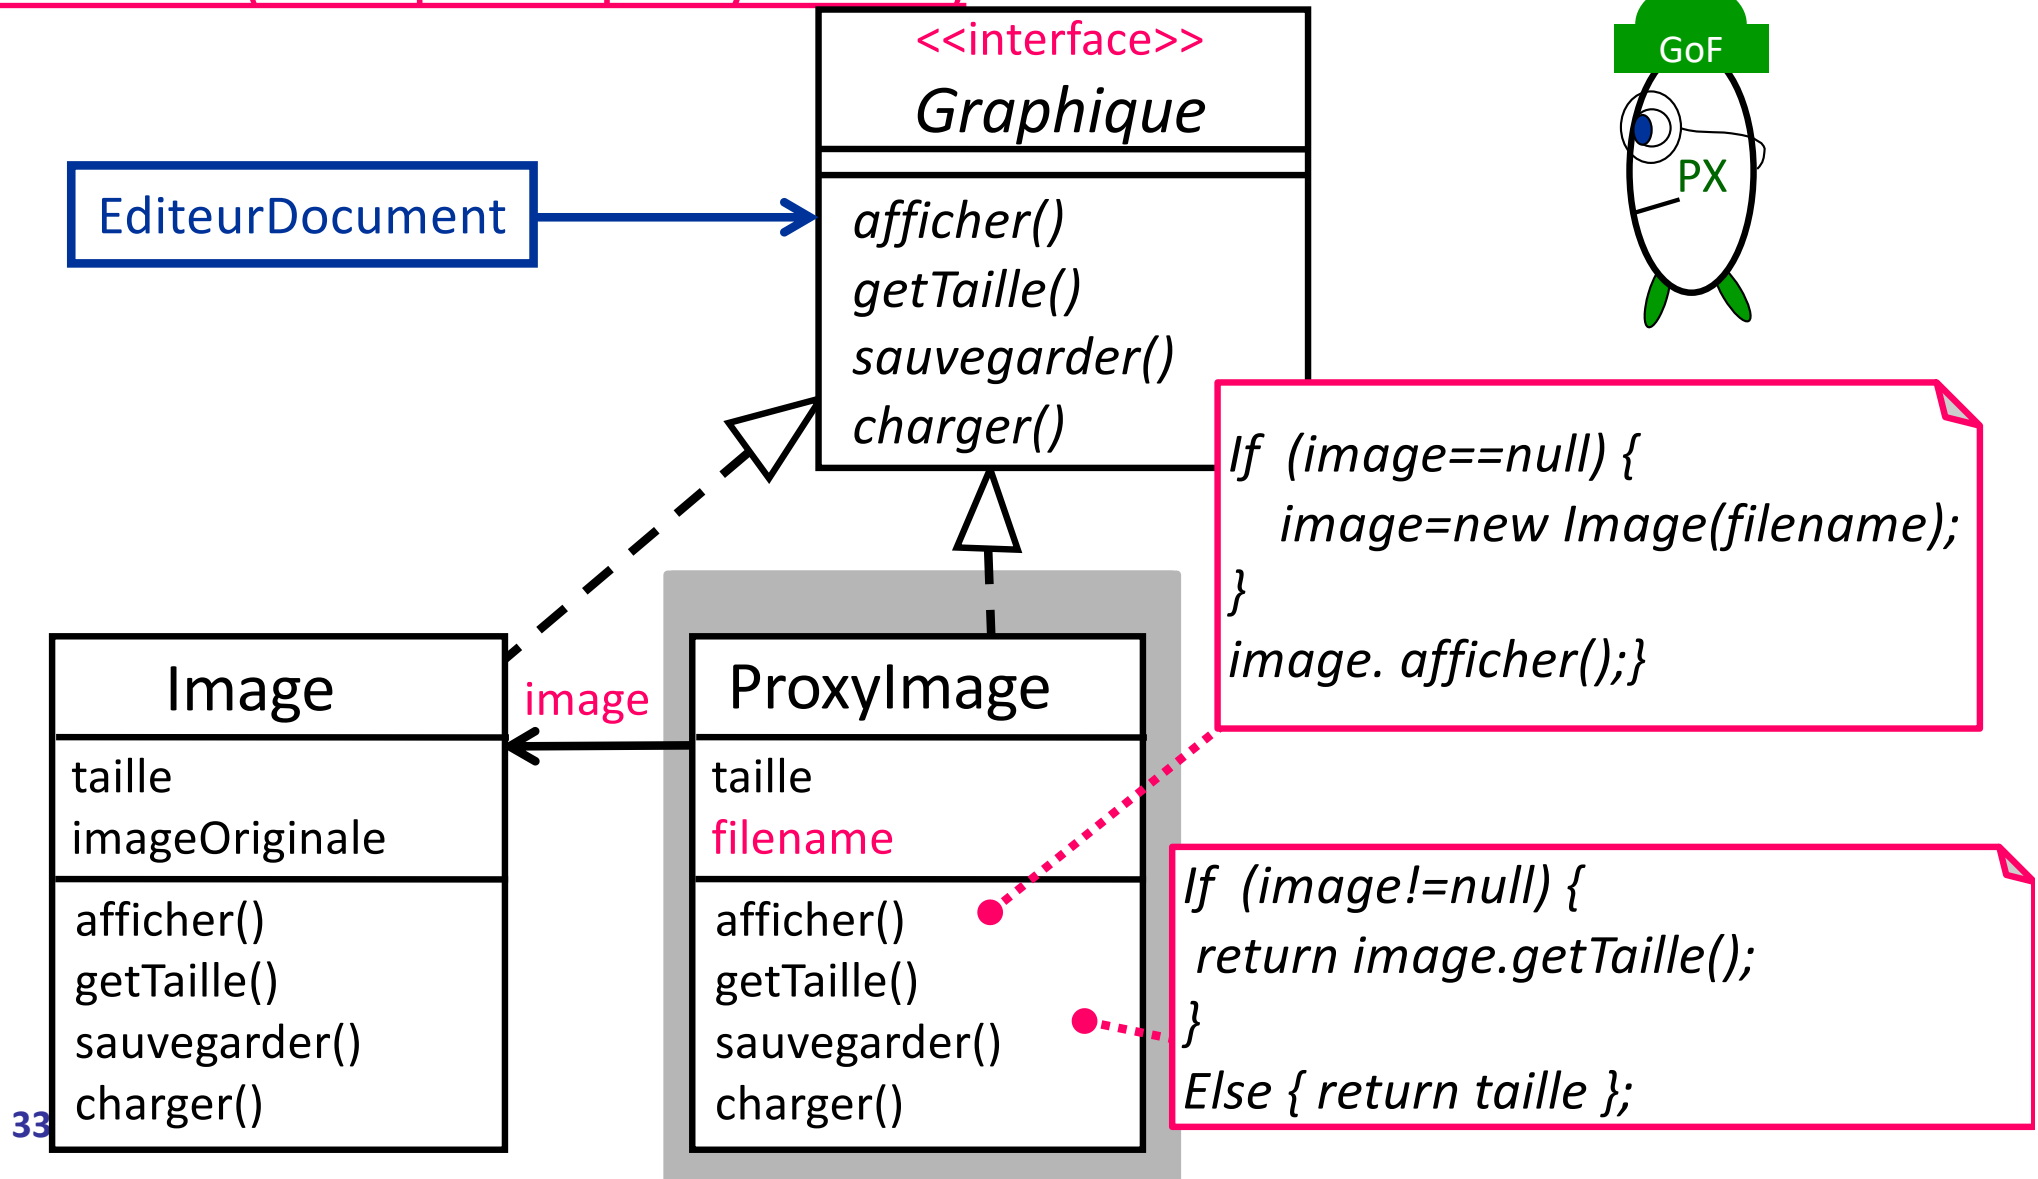 <<interface>>
Graphique
afficher()
getTaille()
sauvegarder()
charger()
GoF
PX
EditeurDocument
If (image==null) {
image=new Image(filename);
}
image. afficher();}
Image
taille
imageOriginale
afficher()
getTaille()
sauvegarder()
charger()
image
ProxyImage
taille
filename
afficher()
getTaille()
sauvegarder()
charger()
If (image!=null) {
return image.getTaille();
}
Else { return taille };
33